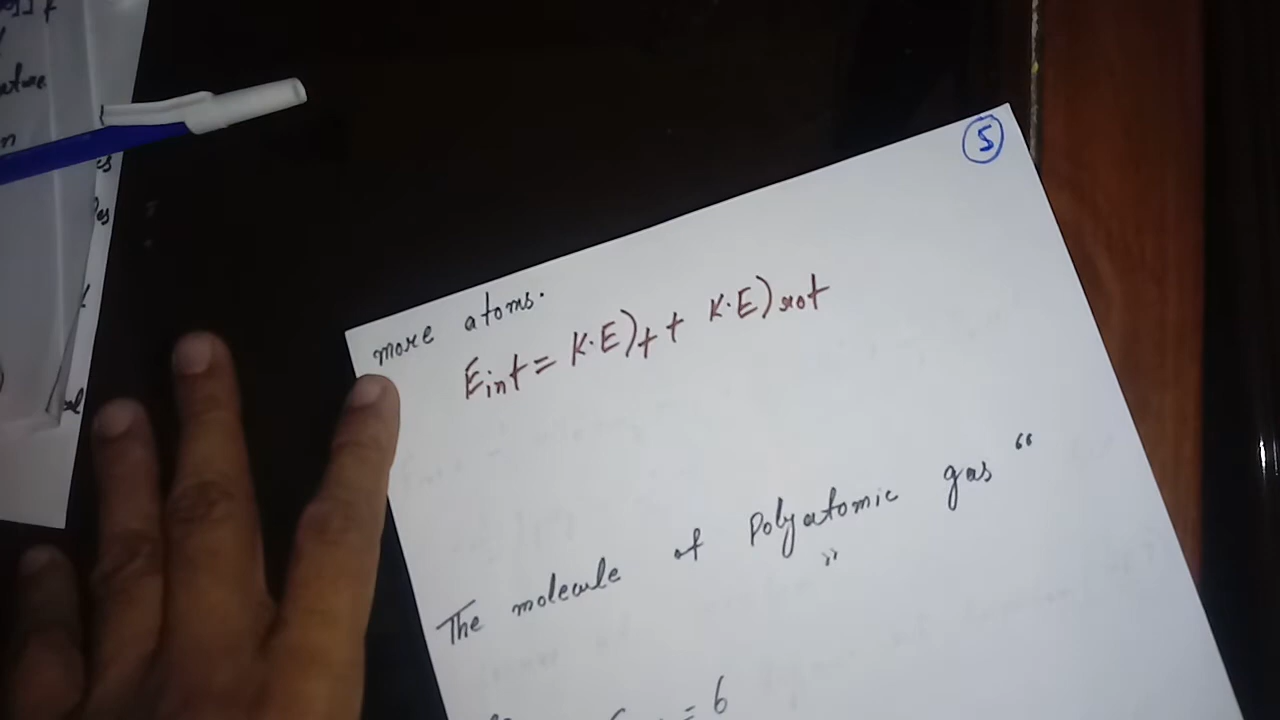 5
more atoms.
Eint = K.E)t + K.E)rot
The molecule of Polyatomic gas "
"
= 6